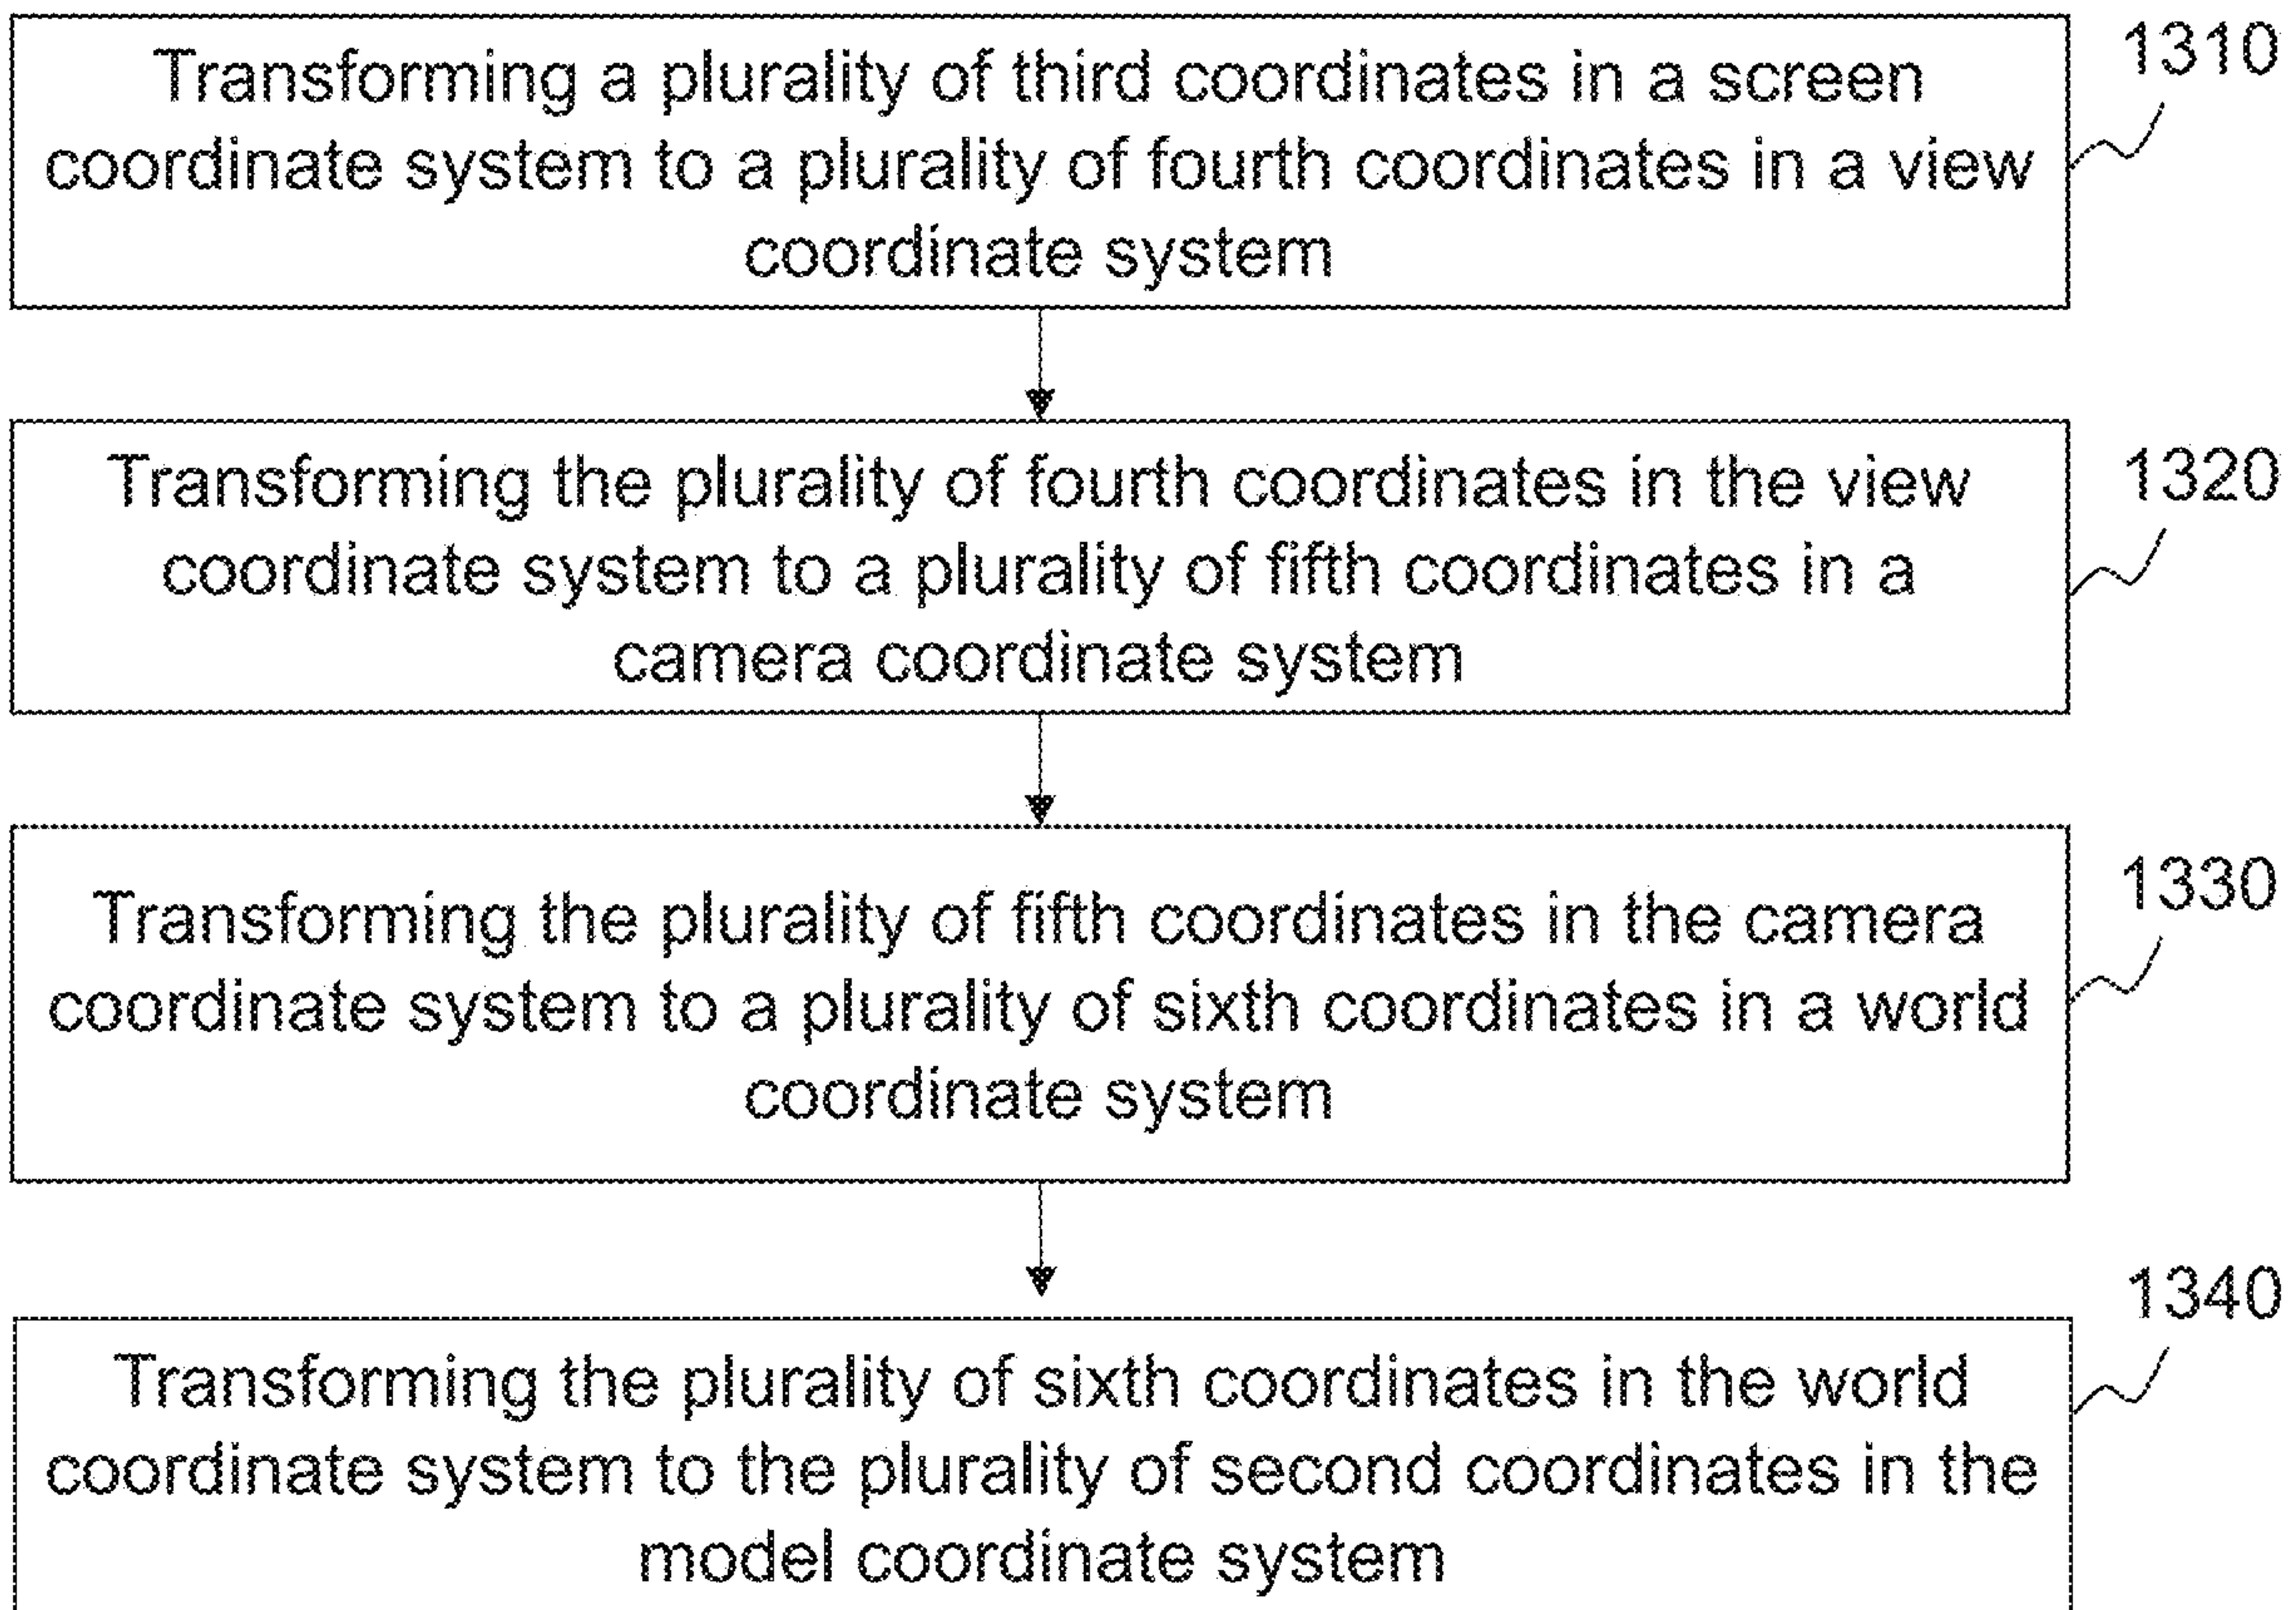 Transforming a plurality of third coordinates in a screen
coordinate system to a plurality of fourth coordinates in a view
coordinate system
1310
Transforming the plurality of fourth coordinates in the view
coordinate system to a plurality of fifth coordinates in a
camera coordinate system
1320
Transforming the plurality of fifth coordinates in the camera
coordinate system to a plurality of sixth coordinates in a world
coordinate system
1330
Transforming the plurality of sixth coordinates in the world
coordinate system to the plurality of second coordinates in the
model coordinate system
1340